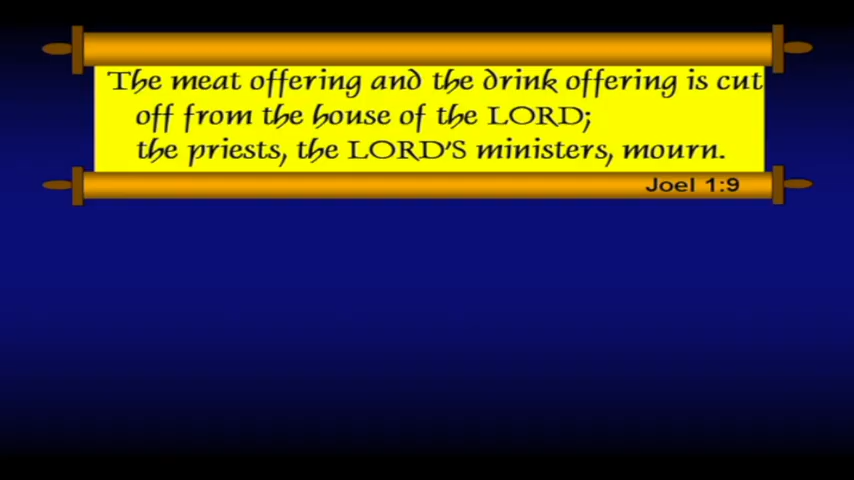 The meat offering and the drink offering is cut
off from the house of the LORD;
the priests, the LORD'S ministers, mourn.
Joel 1:9